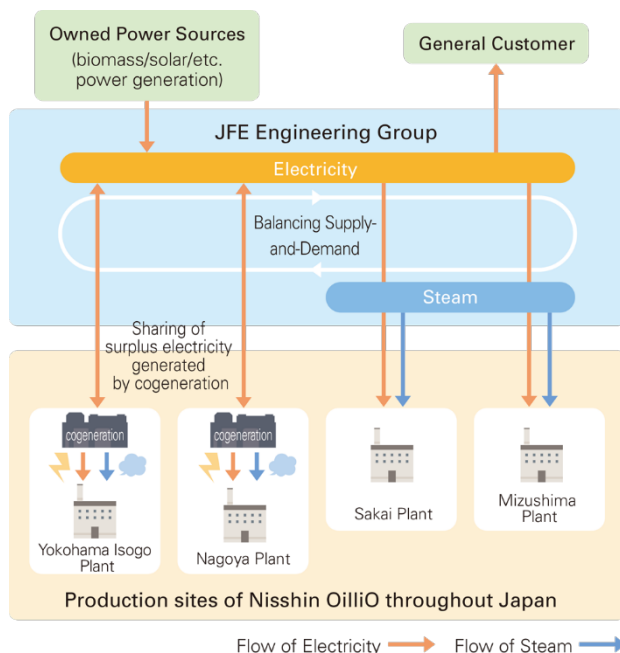 Owned Power Sources
(biomass/solar/etc.
power generation)
General Customer
JFE Engineering Group
Electricity
Balancing Supply-
and-Demand
Steam
Sharing of
surplus electricity
generated
by cogeneration
cogeneration
cogeneration
Yokohama Isogo
Plant
Nagoya Plant
Sakai Plant
Mizushima
Plant
Production sites of Nisshin OilliO throughout Japan
Flow of Electricity
Flow of Steam